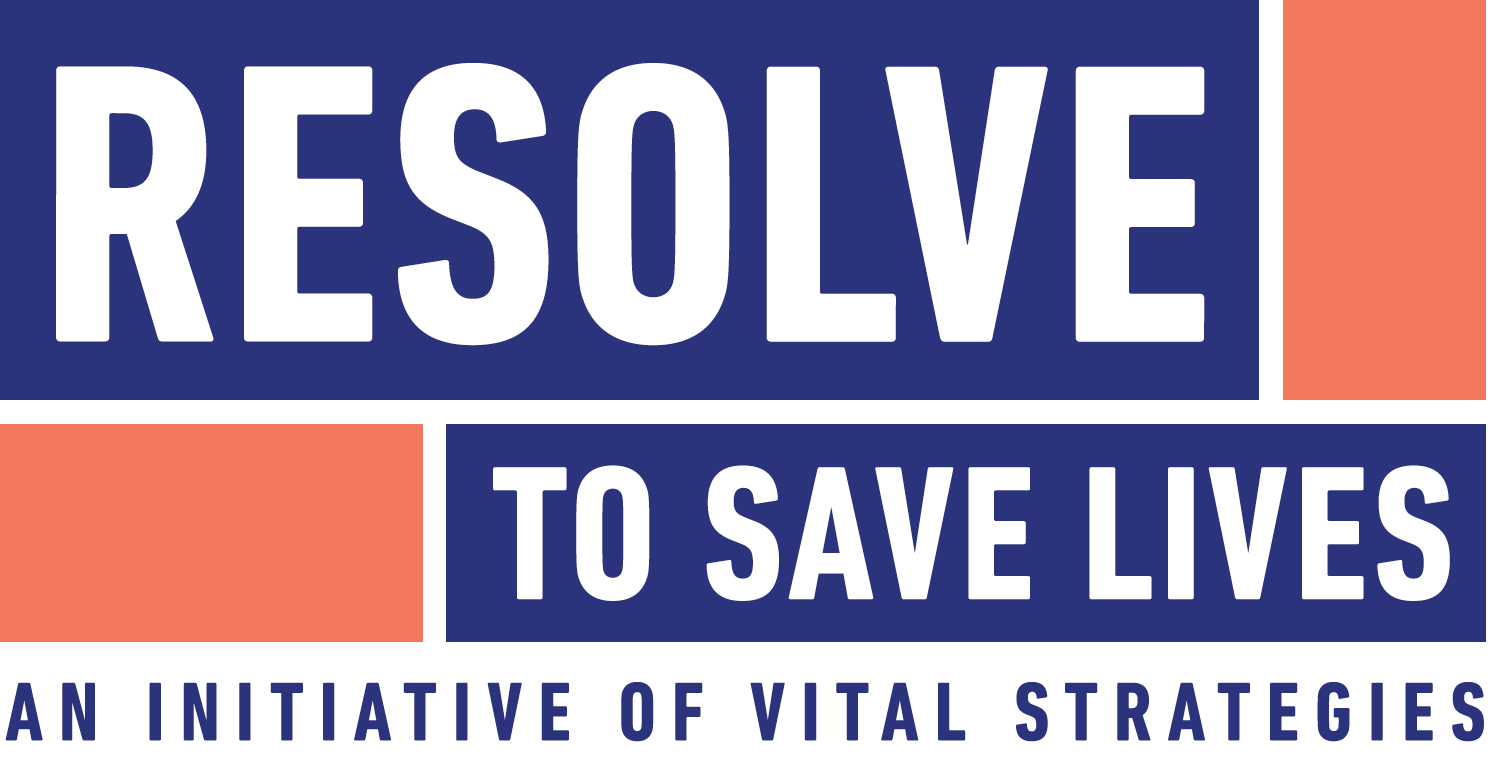 RESOLVE
TO SAVE LIVES
AN INITIATIVE OF VITAL STRATEGIES